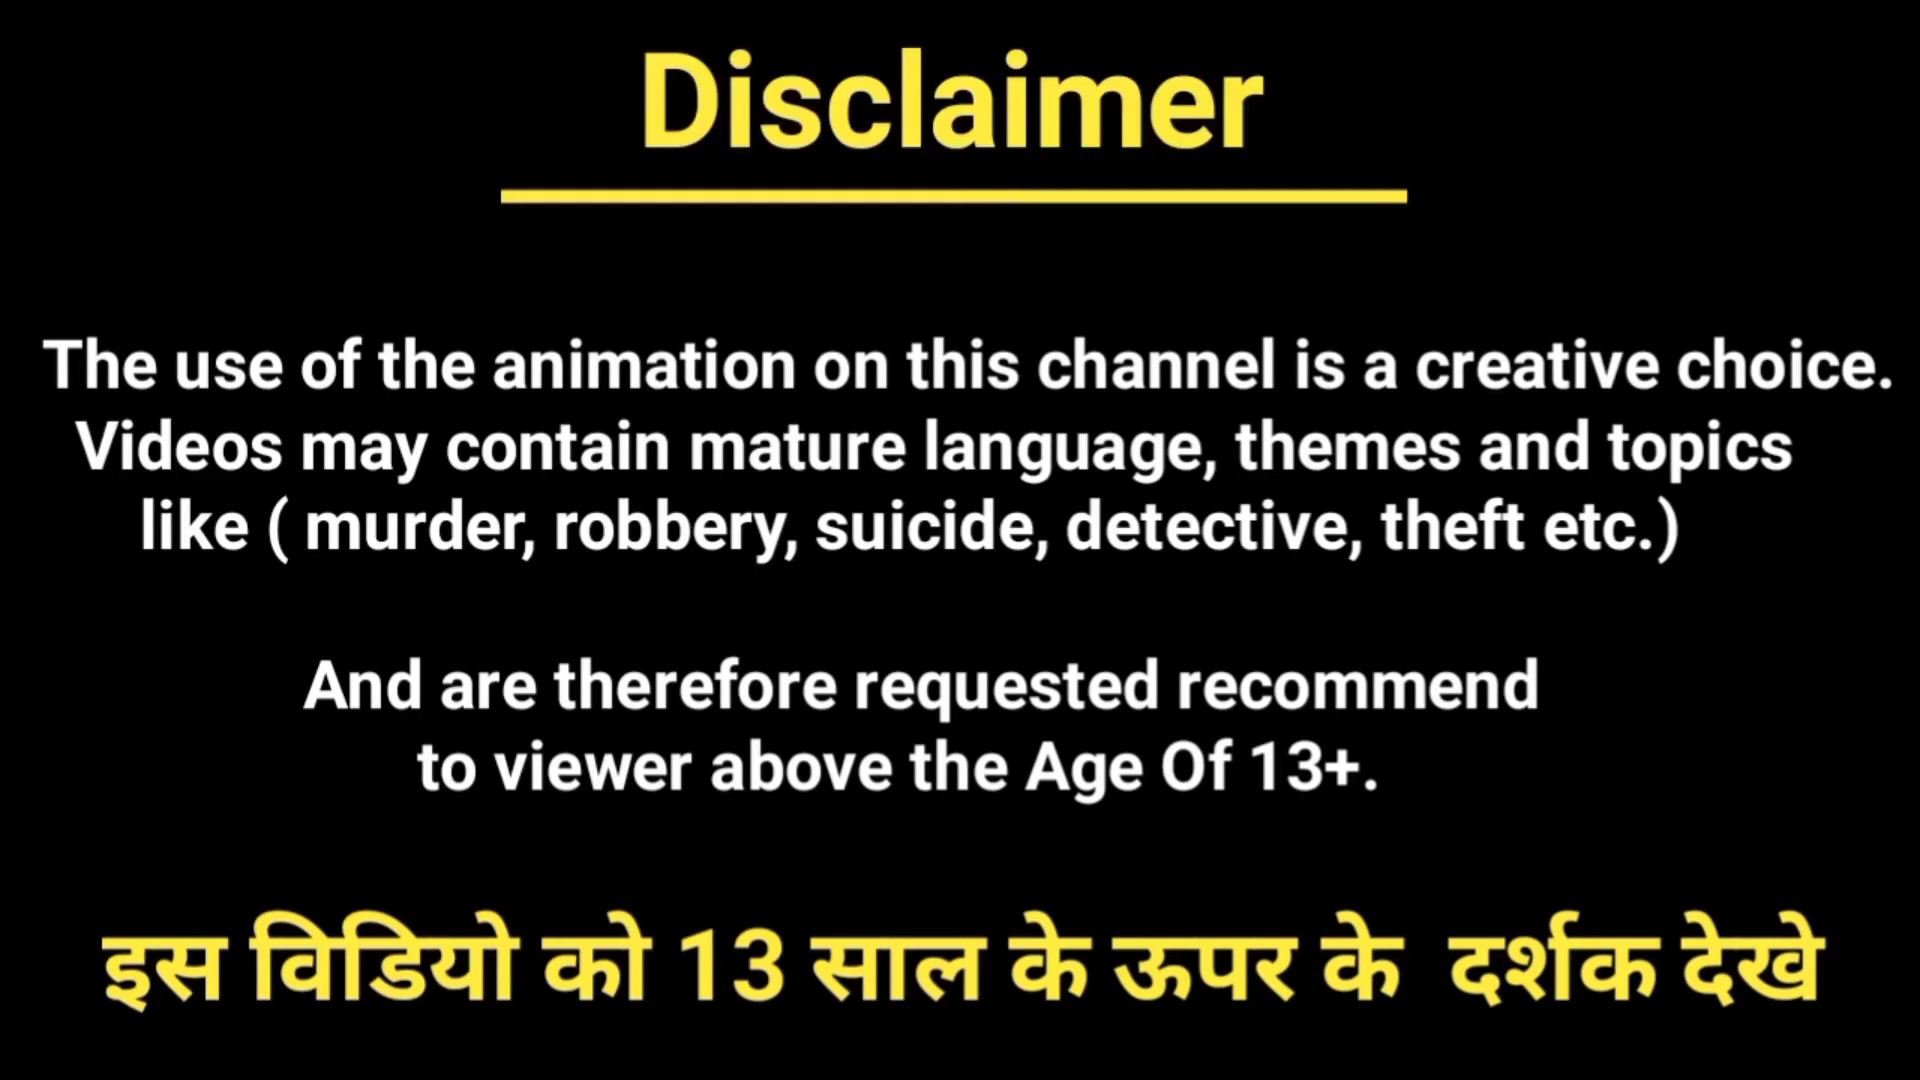 Disclaimer
The use of the animation on this channel is a creative choice.
Videos may contain mature language, themes and topics
like ( murder, robbery, suicide, detective, theft etc.)
And are therefore requested recommend
to viewer above the Age Of 13+.
इस विडियो को 13 साल के ऊपर के दर्शक देखे